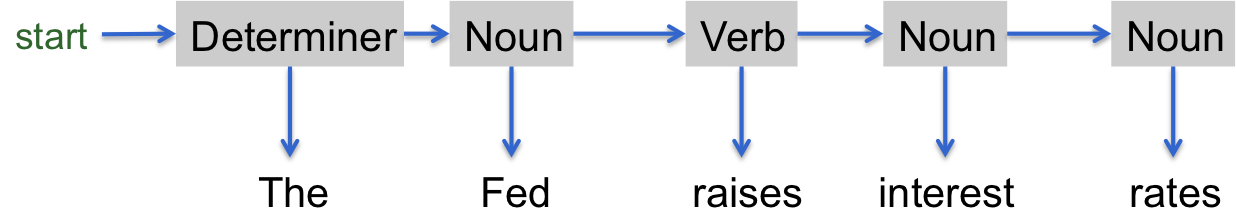 start Determiner Noun Verb Noun Noun
The Fed raises interest rates